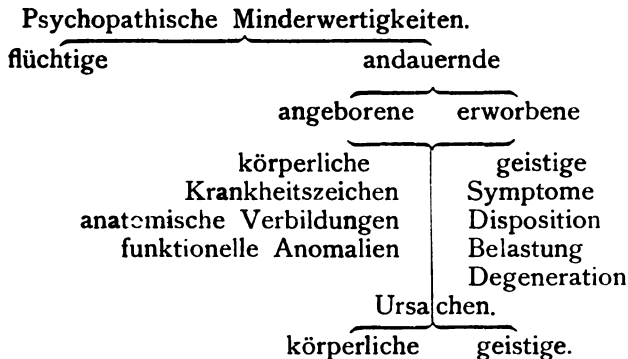 Psychopathische Minderwertigkeiten.
flüchtige andauernde
angeborene erworbene
körperliche geistige
Krankheitszeichen Symptome
anatomische Verbildungen Disposition
funktionelle Anomalien Belastung
Degeneration
Ursachen.
körperliche geistige.